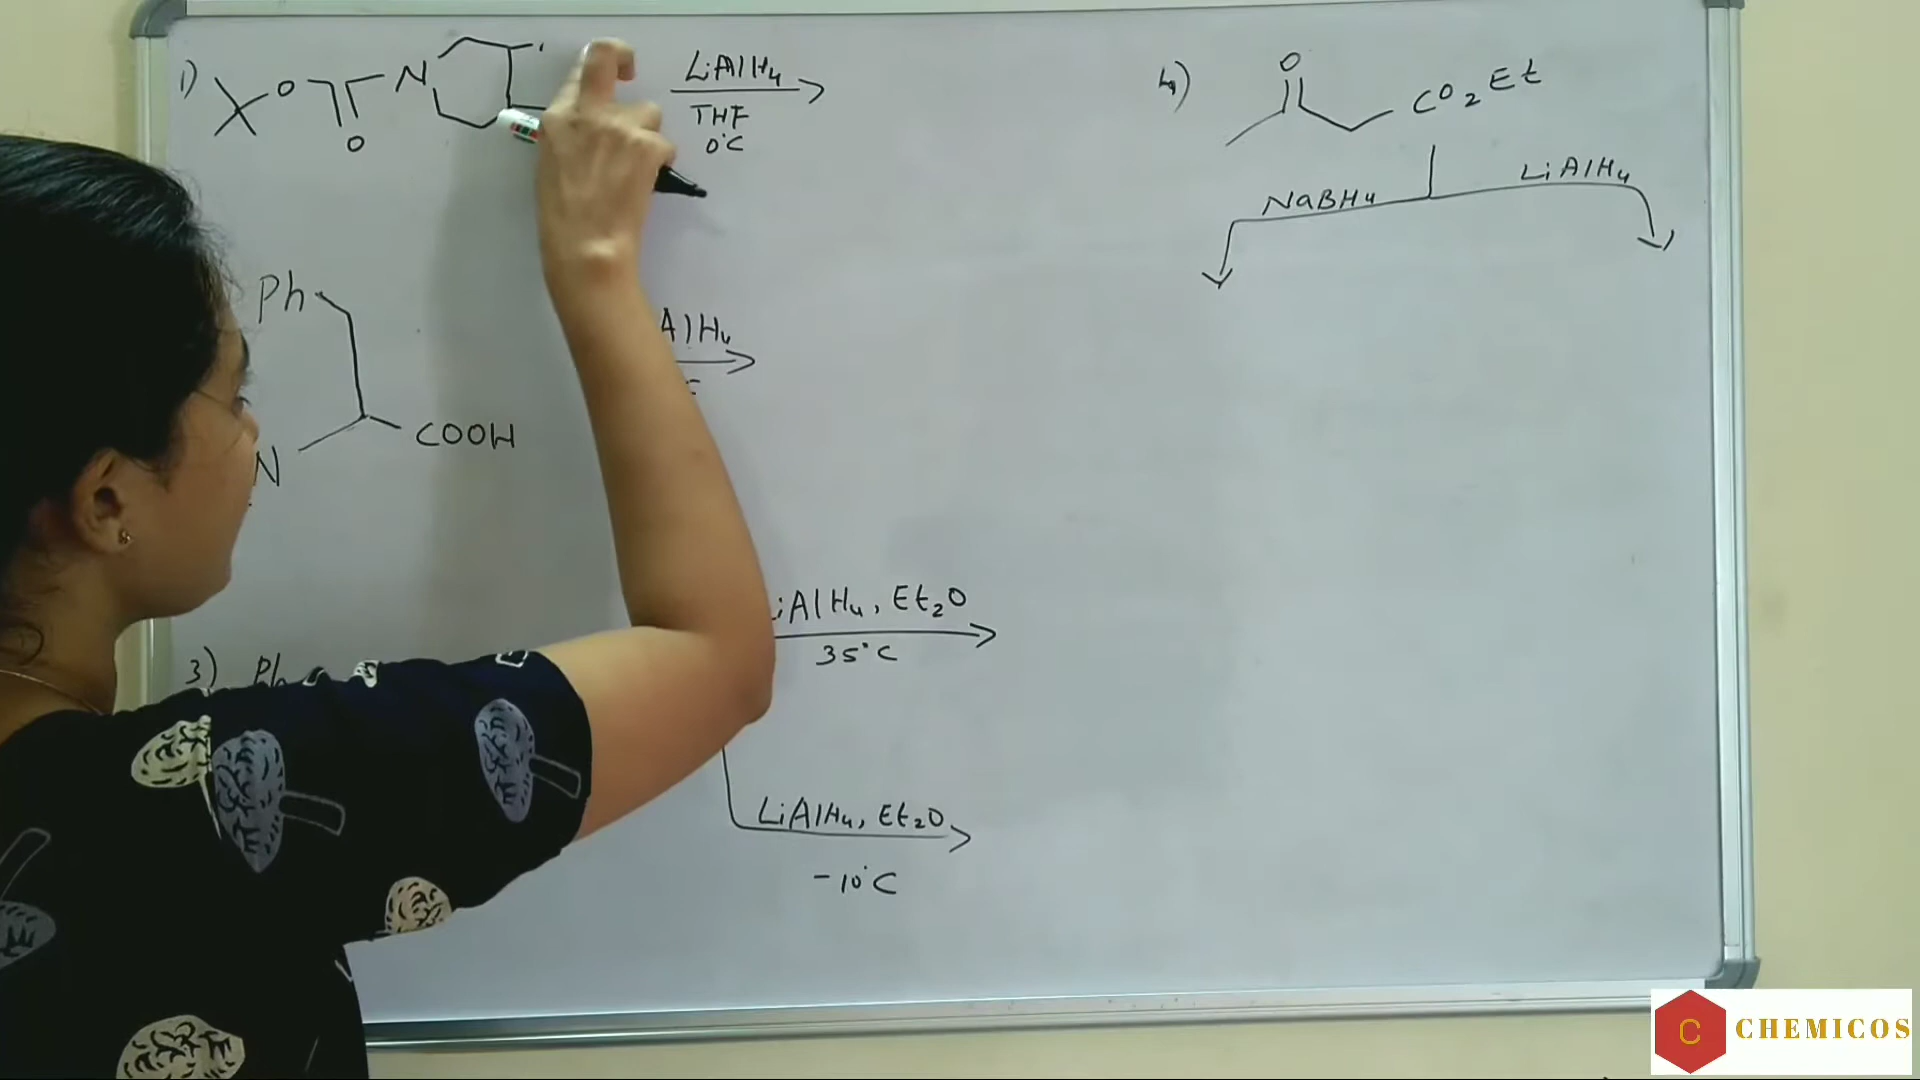 1) O N LiAlH4
O THF
0°C
Ph AlH4
COOH
N
3) Ph LiAlH4, Et2O
35°C
LiAlH4, Et2O
-10°C
4) O CO2Et
NaBH4 LiAlH4
C CHEMICOS